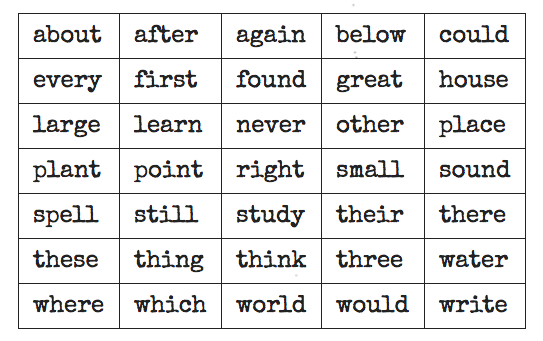 about after again below could
every first found great house
large learn never other place
plant point right small sound
spell still study their there
these thing think three water
where which world would write